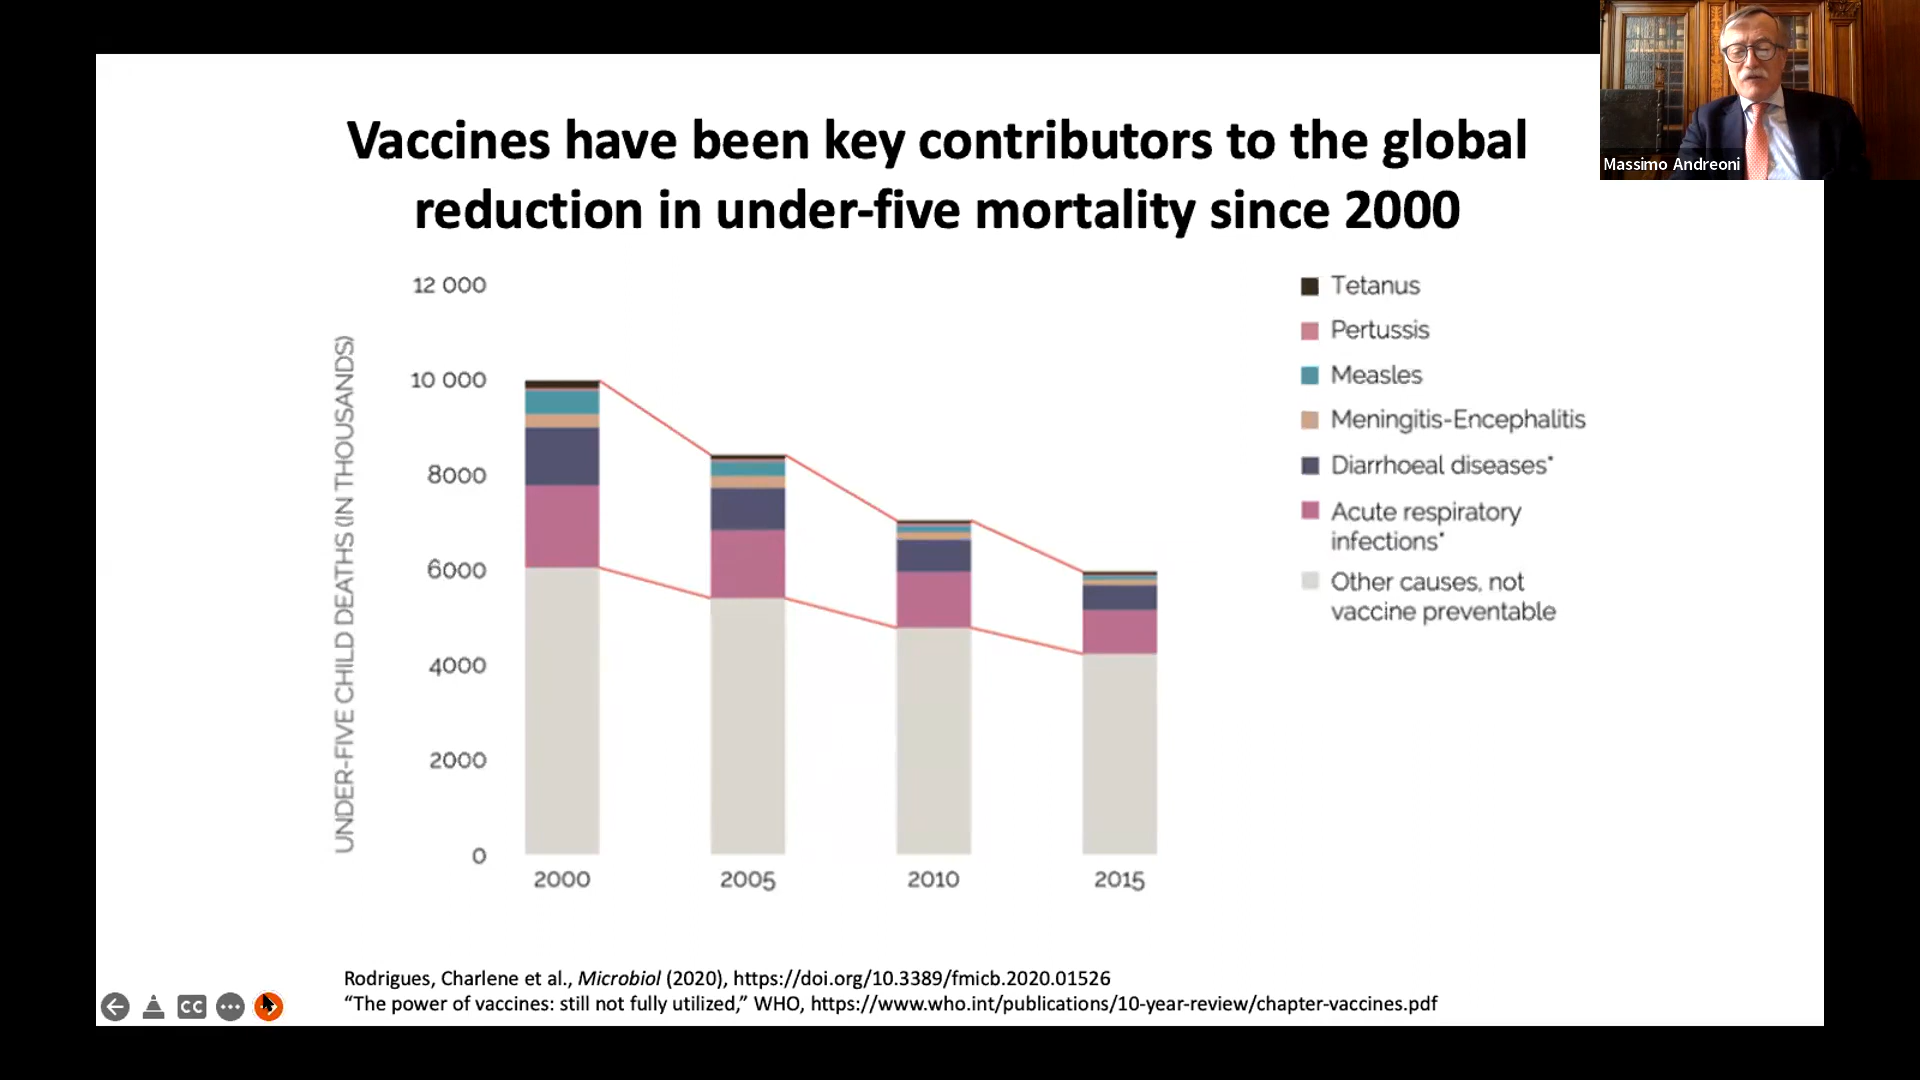 Vaccines have been key contributors to the global
reduction in under-five mortality since 2000
Massimo Andreoni
UNDER-FIVE CHILD DEATHS (IN THOUSANDS)
12 000
10 000
8000
6000
4000
2000
0
2000
2005
2010
2015
Tetanus
Pertussis
Measles
Meningitis-Encephalitis
Diarrhoeal diseases*
Acute respiratory
infections*
Other causes, not
vaccine preventable
Rodrigues, Charlene et al., Microbiol (2020), https://doi.org/10.3389/fmicb.2020.01526
“The power of vaccines: still not fully utilized,” WHO, https://www.who.int/publications/10-year-review/chapter-vaccines.pdf
CC